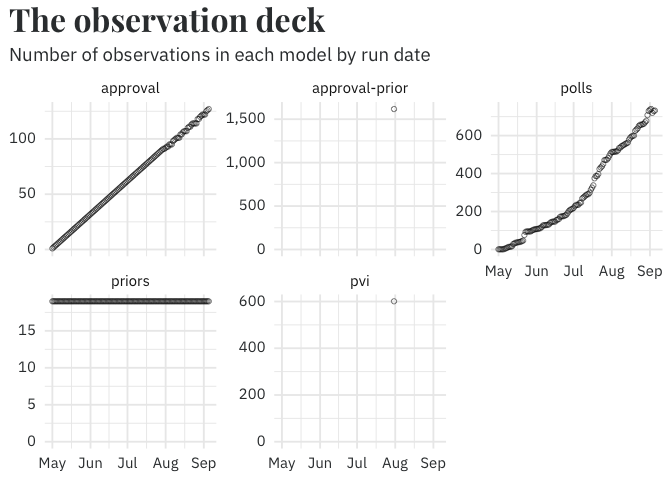 The observation deck
Number of observations in each model by run date
approval
approval-prior
polls
100
50
0
1,500
1,000
500
0
600
400
200
0
May Jun Jul Aug Sep
priors
pvi
15
10
5
0
600
400
200
0
May Jun Jul Aug Sep
May Jun Jul Aug Sep